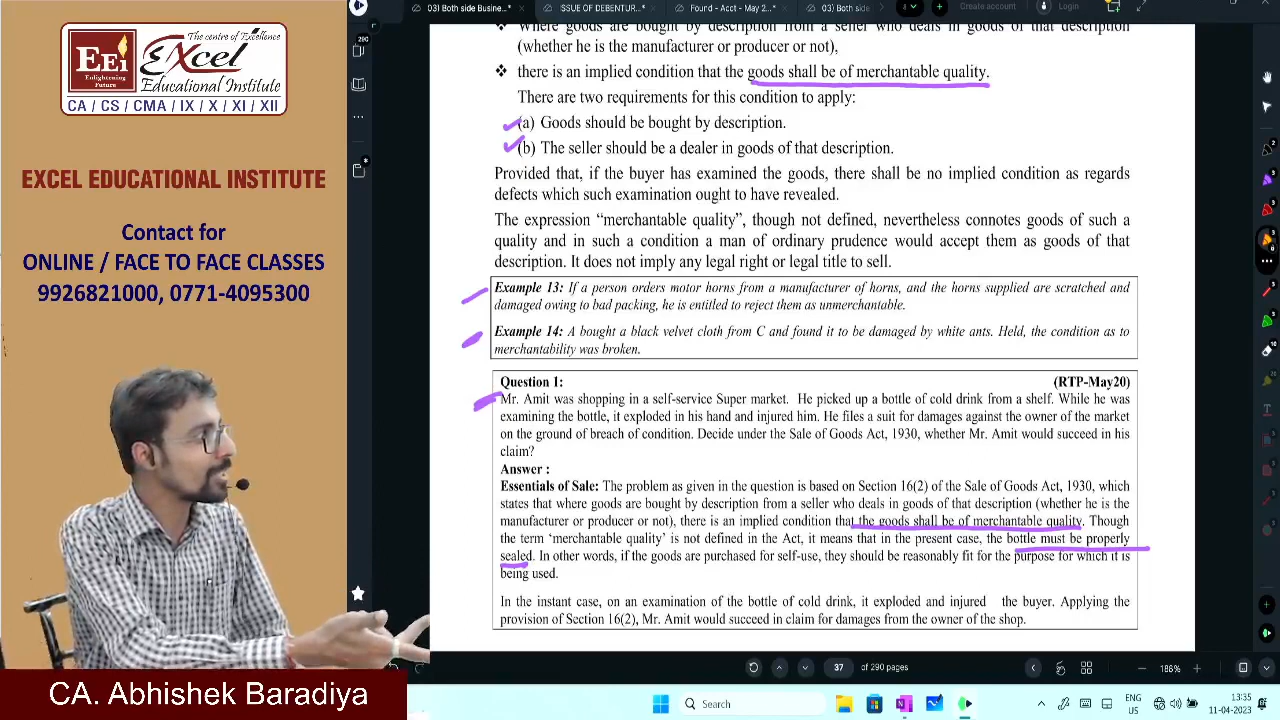 EEi
Enlightening
Future
The centre of Excellence
EXcel
Educational Institute
CA / CS / CMA / IX / X / XI / XII
EXCEL EDUCATIONAL INSTITUTE
Contact for
ONLINE / FACE TO FACE CLASSES
9926821000, 0771-4095300
CA. Abhishek Baradiya
03) Both side Busine...*
ISSUE OF DEBENTUR...*
Found - Acct - May 2...*
03) Both side
Create account
Login
290
❖ Where goods are bought by description from a seller who deals in goods of that description
(whether he is the manufacturer or producer or not),
❖ there is an implied condition that the goods shall be of merchantable quality.
There are two requirements for this condition to apply:
(a) Goods should be bought by description.
(b) The seller should be a dealer in goods of that description.
Provided that, if the buyer has examined the goods, there shall be no implied condition as regards
defects which such examination ought to have revealed.
The expression “merchantable quality”, though not defined, nevertheless connotes goods of such a
quality and in such a condition a man of ordinary prudence would accept them as goods of that
description. It does not imply any legal right or legal title to sell.
Example 13: If a person orders motor horns from a manufacturer of horns, and the horns supplied are scratched and
damaged owing to bad packing, he is entitled to reject them as unmerchantable.
Example 14: A bought a black velvet cloth from C and found it to be damaged by white ants. Held, the condition as to
merchantability was broken.
Question 1: (RTP-May20)
Mr. Amit was shopping in a self-service Super market. He picked up a bottle of cold drink from a shelf. While he was
examining the bottle, it exploded in his hand and injured him. He files a suit for damages against the owner of the market
on the ground of breach of condition. Decide under the Sale of Goods Act, 1930, whether Mr. Amit would succeed in his
claim?
Answer :
Essentials of Sale: The problem as given in the question is based on Section 16(2) of the Sale of Goods Act, 1930, which
states that where goods are bought by description from a seller who deals in goods of that description (whether he is the
manufacturer or producer or not), there is an implied condition that the goods shall be of merchantable quality. Though
the term ‘merchantable quality’ is not defined in the Act, it means that in the present case, the bottle must be properly
sealed. In other words, if the goods are purchased for self-use, they should be reasonably fit for the purpose for which it is
being used.
In the instant case, on an examination of the bottle of cold drink, it exploded and injured the buyer. Applying the
provision of Section 16(2), Mr. Amit would succeed in claim for damages from the owner of the shop.
37 of 290 pages
188%
Search
ENG
US
13:35
11-04-2023